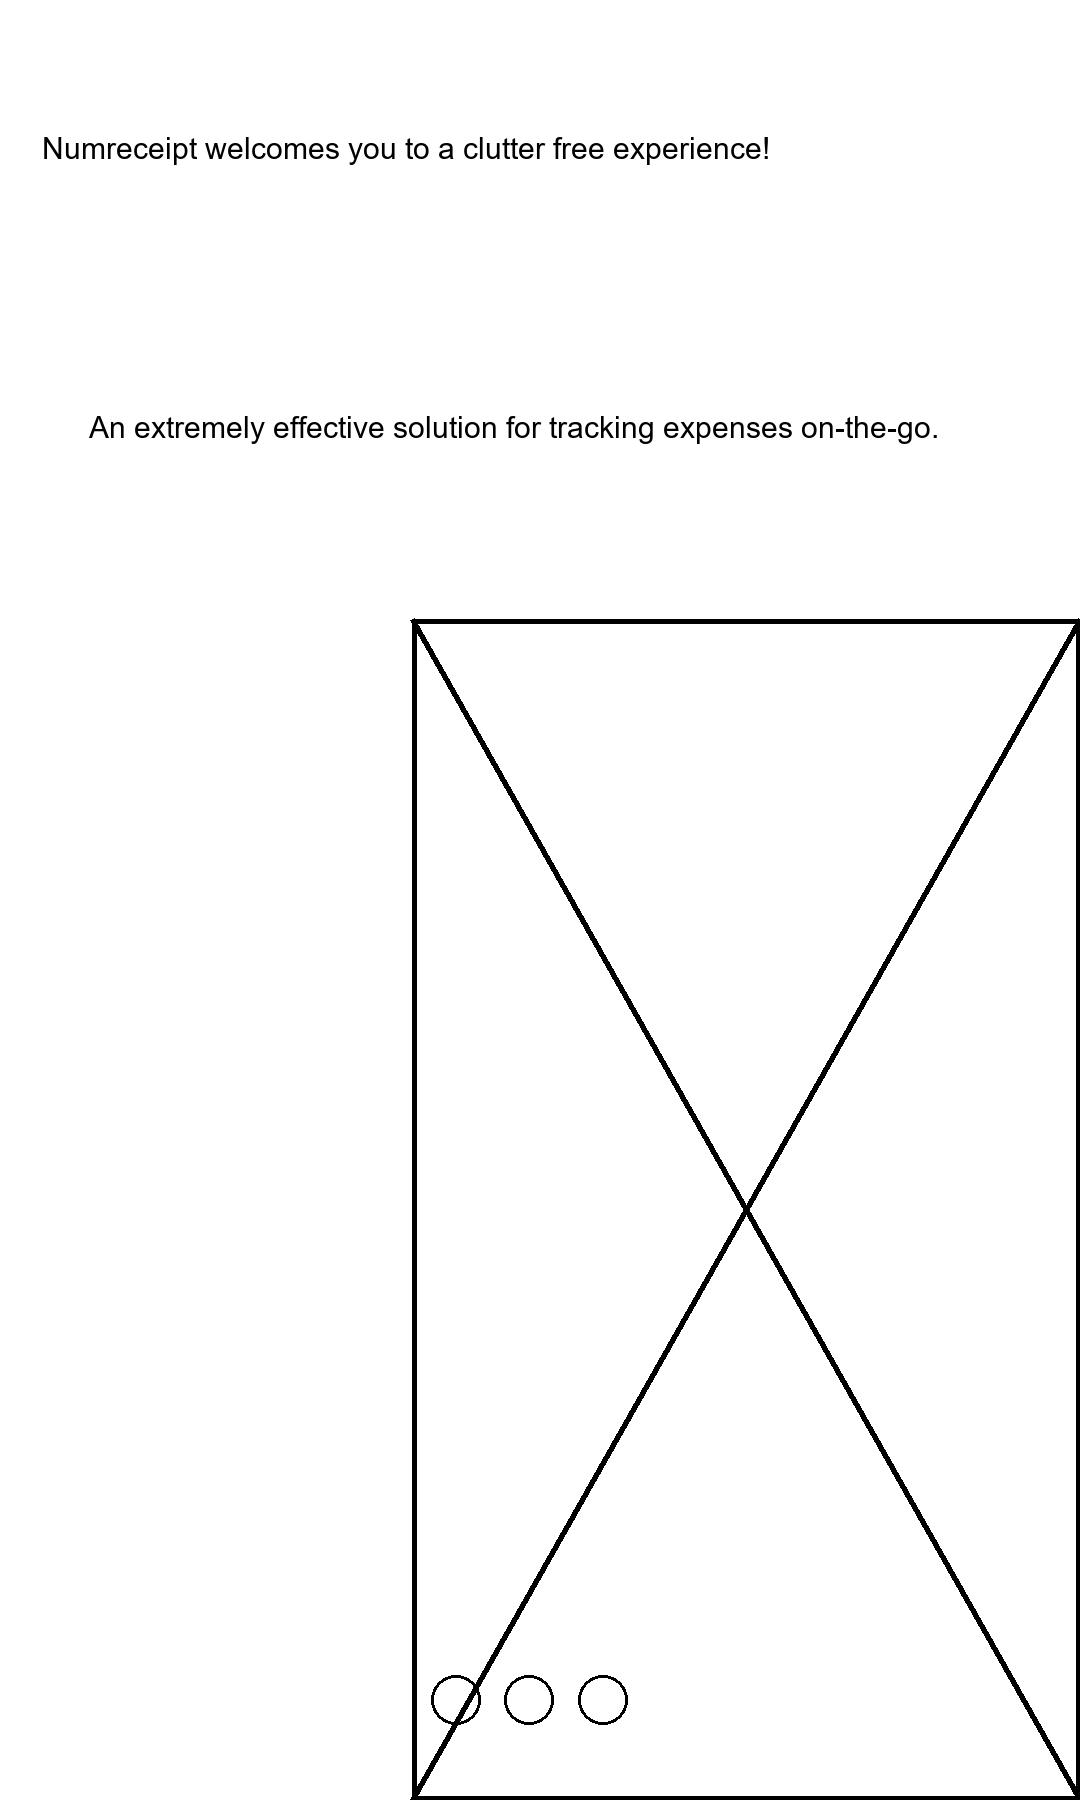 Numreceipt welcomes you to a clutter free experience!
An extremely effective solution for tracking expenses on-the-go.